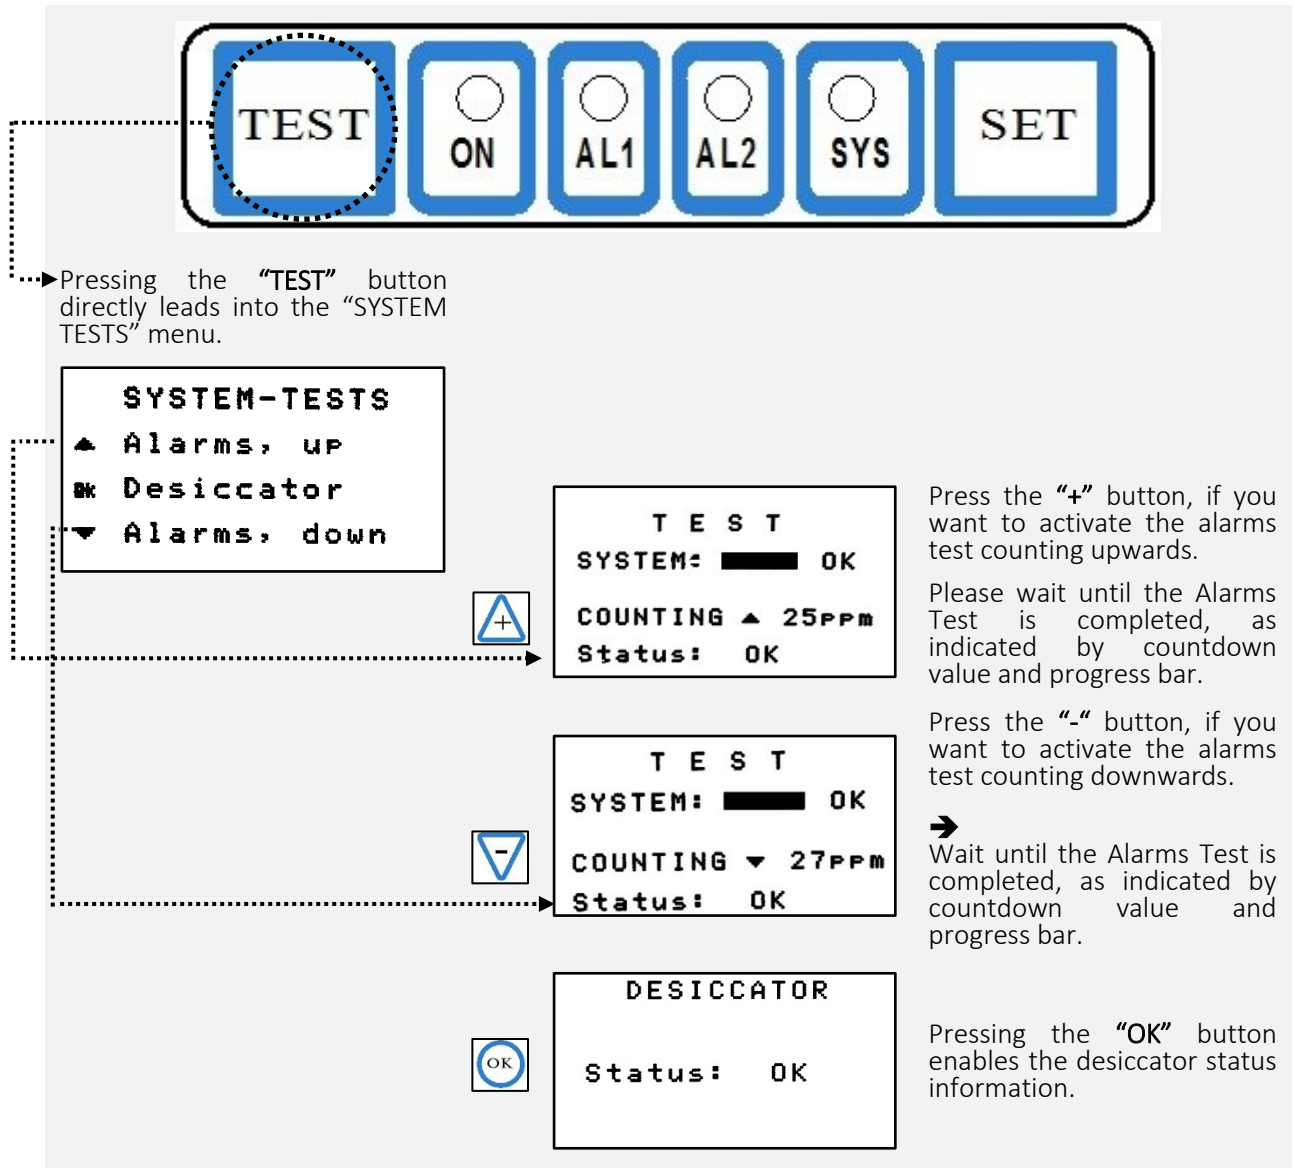 TEST
ON
AL1
AL2
SYS
SET
Pressing the “TEST” button
directly leads into the “SYSTEM
TESTS” menu.
SYSTEM-TESTS
▲ Alarms, up
OK Desiccator
▼ Alarms, down
T E S T
SYSTEM: OK
COUNTING ▲ 25ppm
Status: OK
+
Press the “+” button, if you
want to activate the alarms
test counting upwards.
Please wait until the Alarms
Test is completed, as
indicated by countdown
value and progress bar.
T E S T
SYSTEM: OK
COUNTING ▼ 27ppm
Status: OK
-
Press the “-“ button, if you
want to activate the alarms
test counting downwards.
➔
Wait until the Alarms Test is
completed, as indicated by
countdown value and
progress bar.
DESICCATOR
Status: OK
OK
Pressing the “OK” button
enables the desiccator status
information.